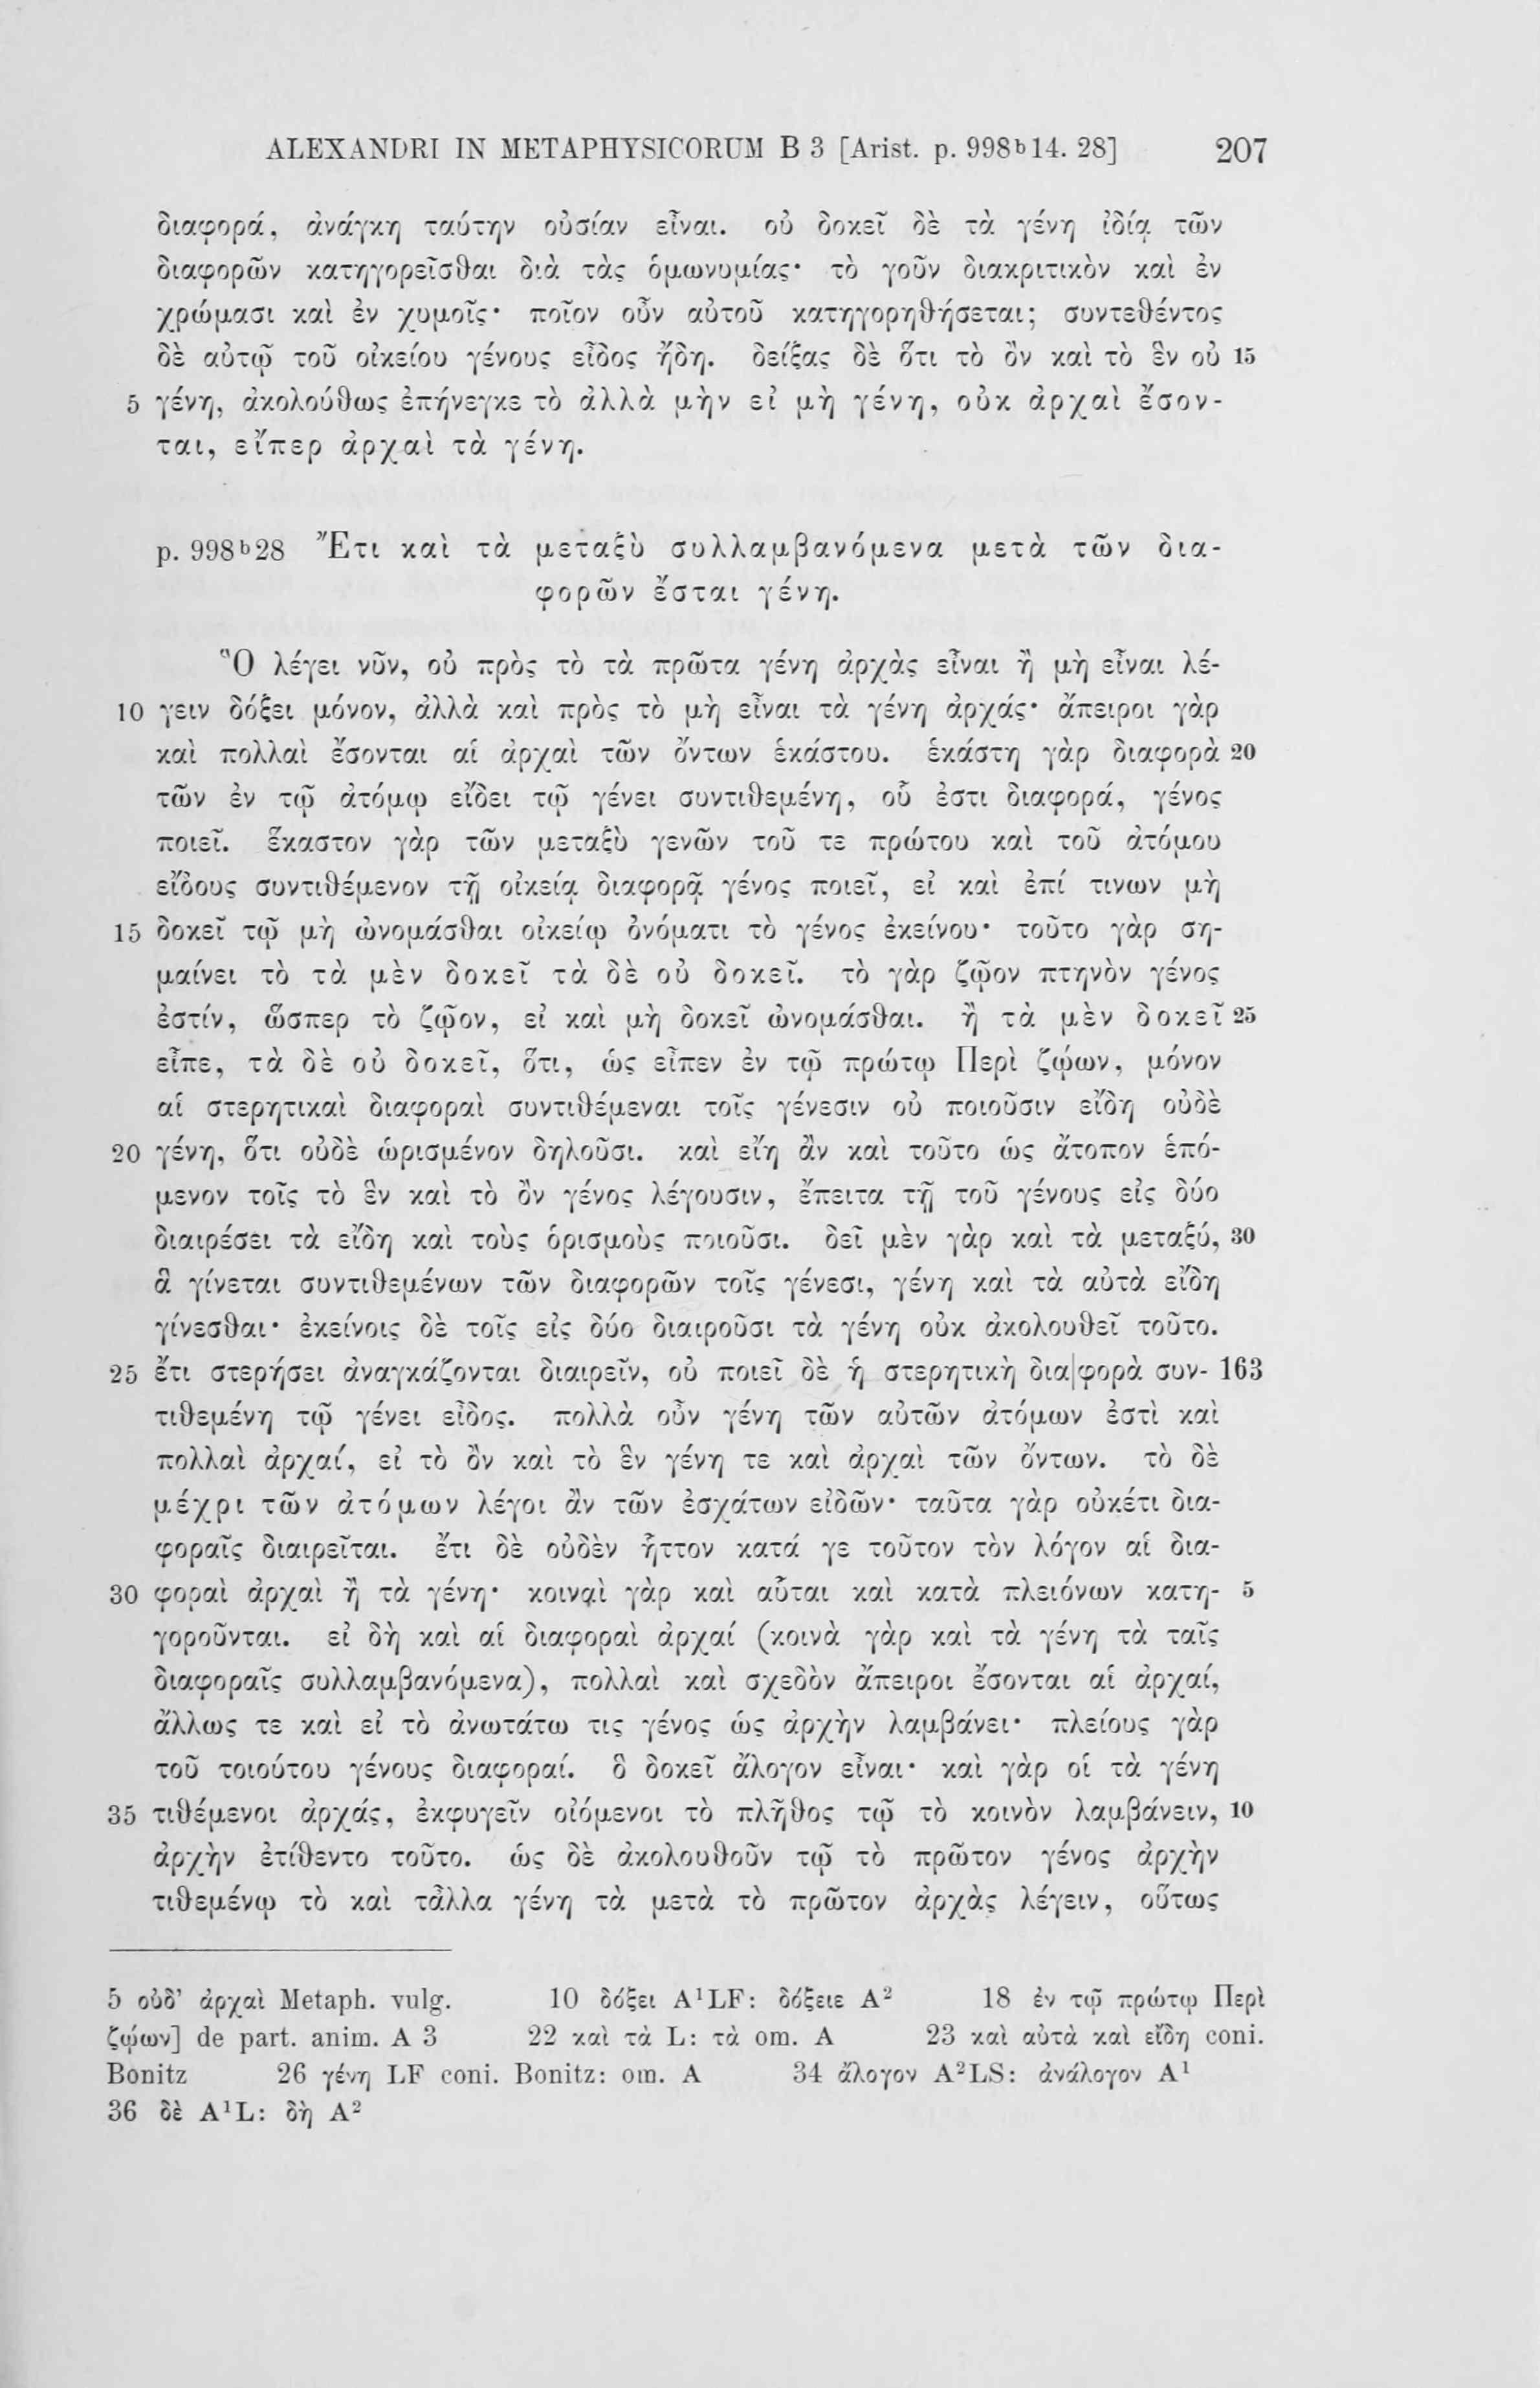 ALEXANDRI IN METAPHYSICORUM B 3 [Arist. p. 998ᵇ14. 28] 207
διαφορά, ἀνάγκη ταύτην οὐσίαν εἶναι. οὐ δοκεῖ δὲ τὰ γένη ἰδίᾳ τῶν
διαφορῶν κατηγορεῖσθαι διὰ τὰς ὁμωνυμίας· τὸ γοῦν διακριτικὸν καὶ ἐν
χρώμασι καὶ ἐν χυμοῖς· ποῖον οὖν αὐτοῦ κατηγορηθήσεται; συντεθέντος
δὲ αὐτῷ τοῦ οἰκείου γένους εἶδος ἤδη. δείξας δὲ ὅτι τὸ ὂν καὶ τὸ ἓν οὐ 15
5 γένη, ἀκολούθως ἐπήνεγκε τὸ ἀλλὰ μὴν εἰ μὴ γένη, οὐκ ἀρχαὶ ἔσον-
ται, εἴπερ ἀρχαὶ τὰ γένη.
p. 998ᵇ28 Ἔτι καὶ τὰ μεταξὺ συλλαμβανόμενα μετὰ τῶν δια-
φορῶν ἔσται γένη.
Ὃ λέγει νῦν, οὐ πρὸς τὸ τὰ πρῶτα γένη ἀρχὰς εἶναι ἢ μὴ εἶναι λέ-
10 γειν δόξει μόνον, ἀλλὰ καὶ πρὸς τὸ μὴ εἶναι τὰ γένη ἀρχάς· ἄπειροι γὰρ
καὶ πολλαὶ ἔσονται αἱ ἀρχαὶ τῶν ὄντων ἑκάστου. ἑκάστη γὰρ διαφορὰ 20
τῶν ἐν τῷ ἀτόμῳ εἴδει τῷ γένει συντιθεμένη, οὗ ἐστι διαφορά, γένος
ποιεῖ. ἕκαστον γὰρ τῶν μεταξὺ γενῶν τοῦ τε πρώτου καὶ τοῦ ἀτόμου
εἴδους συντιθέμενον τῇ οἰκείᾳ διαφορᾷ γένος ποιεῖ, εἰ καὶ ἐπί τινων μὴ
15 δοκεῖ τῷ μὴ ὠνομάσθαι οἰκείῳ ὀνόματι τὸ γένος ἐκείνου· τοῦτο γὰρ ση-
μαίνει τὸ τὰ μὲν δοκεῖ τὰ δὲ οὐ δοκεῖ. τὸ γὰρ ζῷον πτηνὸν γένος
ἐστίν, ὥσπερ τὸ ζῷον, εἰ καὶ μὴ δοκεῖ ὠνομάσθαι. ἢ τὰ μὲν δοκεῖ 25
εἶπε, τὰ δὲ οὐ δοκεῖ, ὅτι, ὡς εἶπεν ἐν τῷ πρώτῳ Περὶ ζῴων, μόνον
αἱ στερητικαὶ διαφοραὶ συντιθέμεναι τοῖς γένεσιν οὐ ποιοῦσιν εἴδη οὐδὲ
20 γένη, ὅτι οὐδὲ ὡρισμένον δηλοῦσι. καὶ εἴη ἂν καὶ τοῦτο ὡς ἄτοπον ἑπό-
μενον τοῖς τὸ ἓν καὶ τὸ ὂν γένος λέγουσιν, ἔπειτα τῇ τοῦ γένους εἰς δύο
διαιρέσει τὰ εἴδη καὶ τοὺς ὁρισμοὺς ποιοῦσι. δεῖ μὲν γὰρ καὶ τὰ μεταξύ, 30
ἃ γίνεται συντιθεμένων τῶν διαφορῶν τοῖς γένεσι, γένη καὶ τὰ αὐτὰ εἴδη
γίνεσθαι· ἐκείνοις δὲ τοῖς εἰς δύο διαιροῦσι τὰ γένη οὐκ ἀκολουθεῖ τοῦτο.
25 ἔτι στερήσει ἀναγκάζονται διαιρεῖν, οὐ ποιεῖ δὲ ἡ στερητικὴ δια|φορὰ συν- 163
τιθεμένη τῷ γένει εἶδος. πολλὰ οὖν γένη τῶν αὐτῶν ἀτόμων ἐστὶ καὶ
πολλαὶ ἀρχαί, εἰ τὸ ὂν καὶ τὸ ἓν γένη τε καὶ ἀρχαὶ τῶν ὄντων. τὸ δὲ
μέχρι τῶν ἀτόμων λέγοι ἂν τῶν ἐσχάτων εἰδῶν· ταῦτα γὰρ οὐκέτι δια-
φοραῖς διαιρεῖται. ἔτι δὲ οὐδὲν ἧττον κατά γε τοῦτον τὸν λόγον αἱ δια-
30 φοραὶ ἀρχαὶ ἢ τὰ γένη· κοιναὶ γὰρ καὶ αὗται καὶ κατὰ πλειόνων κατη- 5
γοροῦνται. εἰ δὴ καὶ αἱ διαφοραὶ ἀρχαί (κοινὰ γὰρ καὶ τὰ γένη τὰ ταῖς
διαφοραῖς συλλαμβανόμενα), πολλαὶ καὶ σχεδὸν ἄπειροι ἔσονται αἱ ἀρχαί,
ἄλλως τε καὶ εἰ τὸ ἀνωτάτω τις γένος ὡς ἀρχὴν λαμβάνει· πλείους γὰρ
τοῦ τοιούτου γένους διαφοραί. ὃ δοκεῖ ἄλογον εἶναι· καὶ γὰρ οἱ τὰ γένη
35 τιθέμενοι ἀρχάς, ἐκφυγεῖν οἰόμενοι τὸ πλῆθος τῷ τὸ κοινὸν λαμβάνειν, 10
ἀρχὴν ἐτίθεντο τοῦτο. ὡς δὲ ἀκολουθοῦν τῷ τὸ πρῶτον γένος ἀρχὴν
τιθεμένῳ τὸ καὶ τἆλλα γένη τὰ μετὰ τὸ πρῶτον ἀρχὰς λέγειν, οὕτως
5 οὐδ' ἀρχαὶ Metaph. vulg. 10 δόξει A¹LF: δόξειε A² 18 ἐν τῷ πρώτῳ Περὶ
ζῴων] de part. anim. A 3 22 καὶ τὰ L: τὰ om. A 23 καὶ αὐτὰ καὶ εἴδη coni.
Bonitz 26 γένη LF coni. Bonitz: om. A 34 ἄλογον A²LS: ἀνάλογον A¹
36 δὲ A¹L: δὴ A²